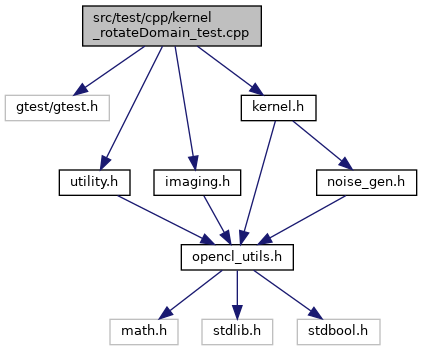 src/test/cpp/kernel
_rotateDomain_test.cpp
gtest/gtest.h
kernel.h
utility.h
imaging.h
noise_gen.h
opencl_utils.h
math.h
stdlib.h
stdbool.h